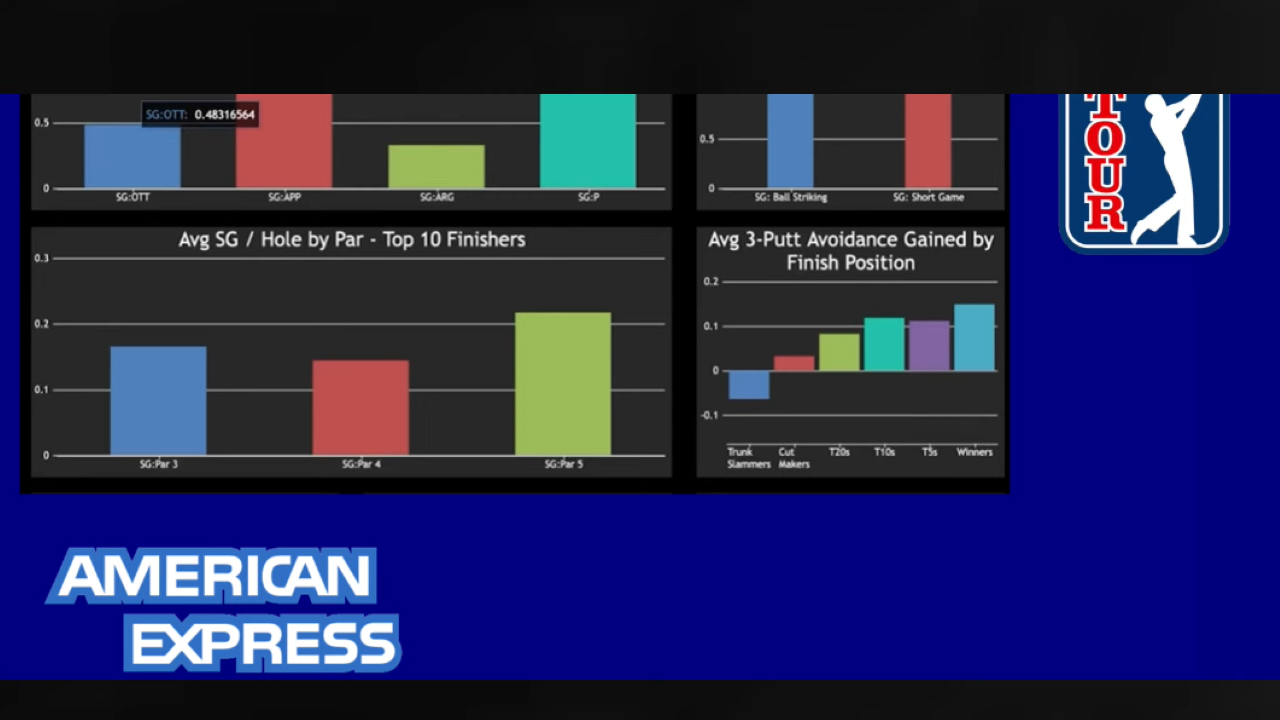 SG:OTT: 0.48316564
0.5
0
SG:OTT SG:APP SG:ARG SG:P
0.5
0
SG: Ball Striking SG: Short Game
TOUR
Avg SG / Hole by Par - Top 10 Finishers
0.3
0.2
0.1
0
SG:Par 3 SG:Par 4 SG:Par 5
Avg 3-Putt Avoidance Gained by
Finish Position
0.2
0.1
0
-0.1
Trunk Cut T20s T10s T5s Winners
Slammers Makers
AMERICAN
EXPRESS